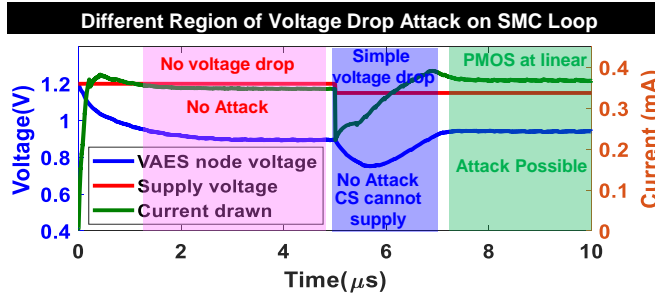 Different Region of Voltage Drop Attack on SMC Loop
No voltage drop
No Attack
Simple
voltage drop
No Attack
CS cannot
supply
PMOS at linear
Attack Possible
VAES node voltage
Supply voltage
Current drawn
Voltage(V)
1.2
1
0.8
0.6
0.4
Current (mA)
0.4
0.3
0.2
0.1
0
0
2
4
6
8
10
Time(μs)